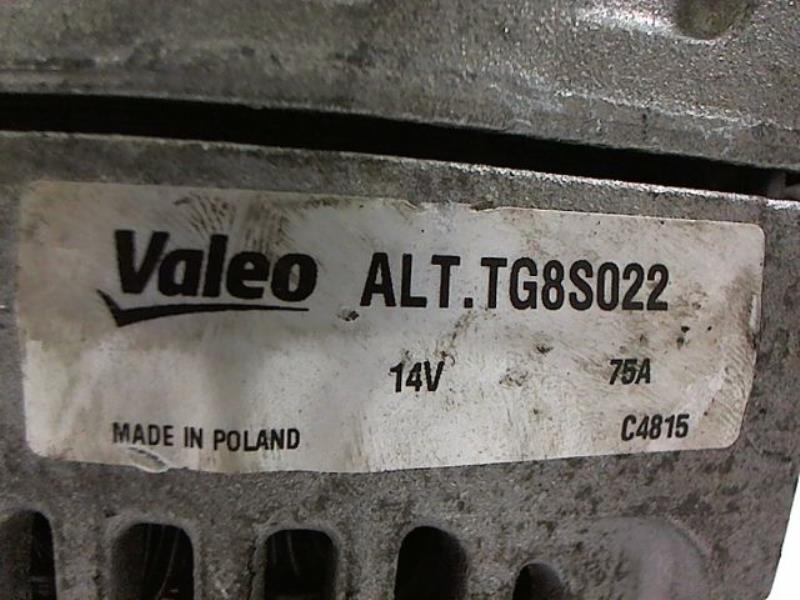 Valeo ALT.TG8S022
14V 75A
MADE IN POLAND C4815